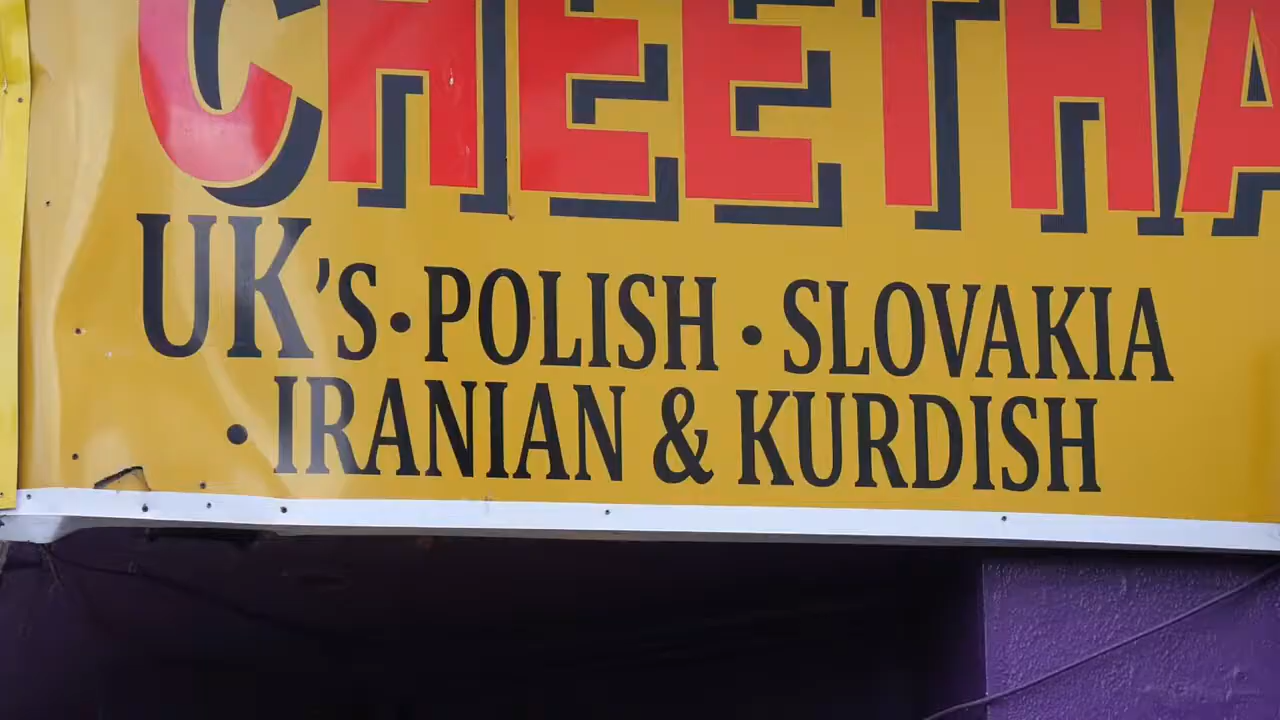 CHEETHA
UK's • POLISH • SLOVAKIA
• IRANIAN & KURDISH